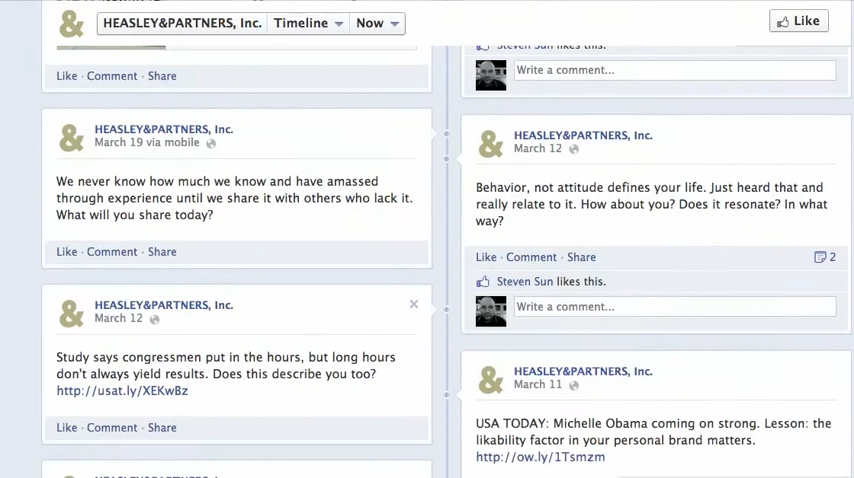 HEASLEY&PARTNERS, Inc. Timeline Now
Like
Like · Comment · Share
&
HEASLEY&PARTNERS, Inc.
March 19 via mobile
We never know how much we know and have amassed
through experience until we share it with others who lack it.
What will you share today?
Like · Comment · Share
&
HEASLEY&PARTNERS, Inc.
March 12
Study says congressmen put in the hours, but long hours
don't always yield results. Does this describe you too?
http://usat.ly/XEKwBz
Like · Comment · Share
HEASLEY&PARTNERS, Inc.
Steven Sun likes this.
Write a comment...
&
HEASLEY&PARTNERS, Inc.
March 12
Behavior, not attitude defines your life. Just heard that and
really relate to it. How about you? Does it resonate? In what
way?
Like · Comment · Share 2
Steven Sun likes this.
Write a comment...
&
HEASLEY&PARTNERS, Inc.
March 11
USA TODAY: Michelle Obama coming on strong. Lesson: the
likability factor in your personal brand matters.
http://ow.ly/1Tsmzm